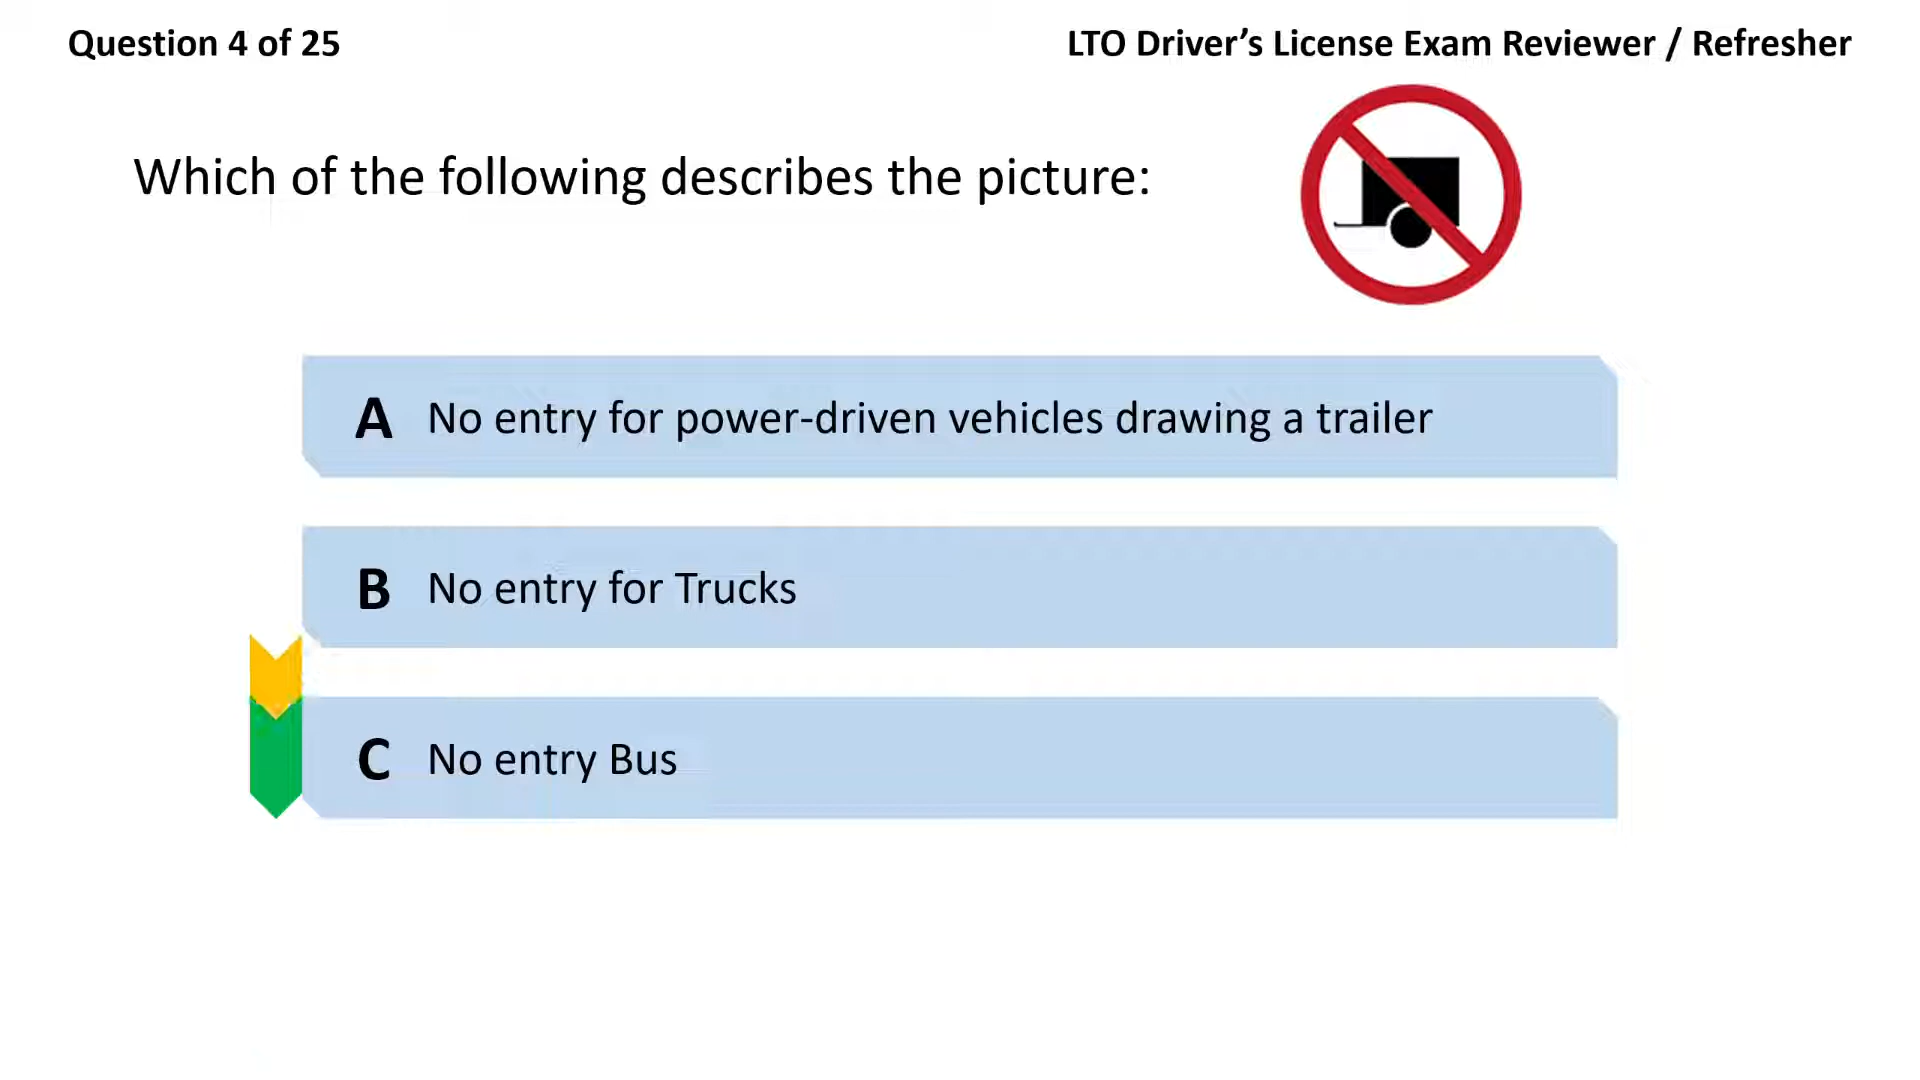 Question 4 of 25
LTO Driver’s License Exam Reviewer / Refresher
Which of the following describes the picture:
A No entry for power-driven vehicles drawing a trailer
B No entry for Trucks
C No entry Bus